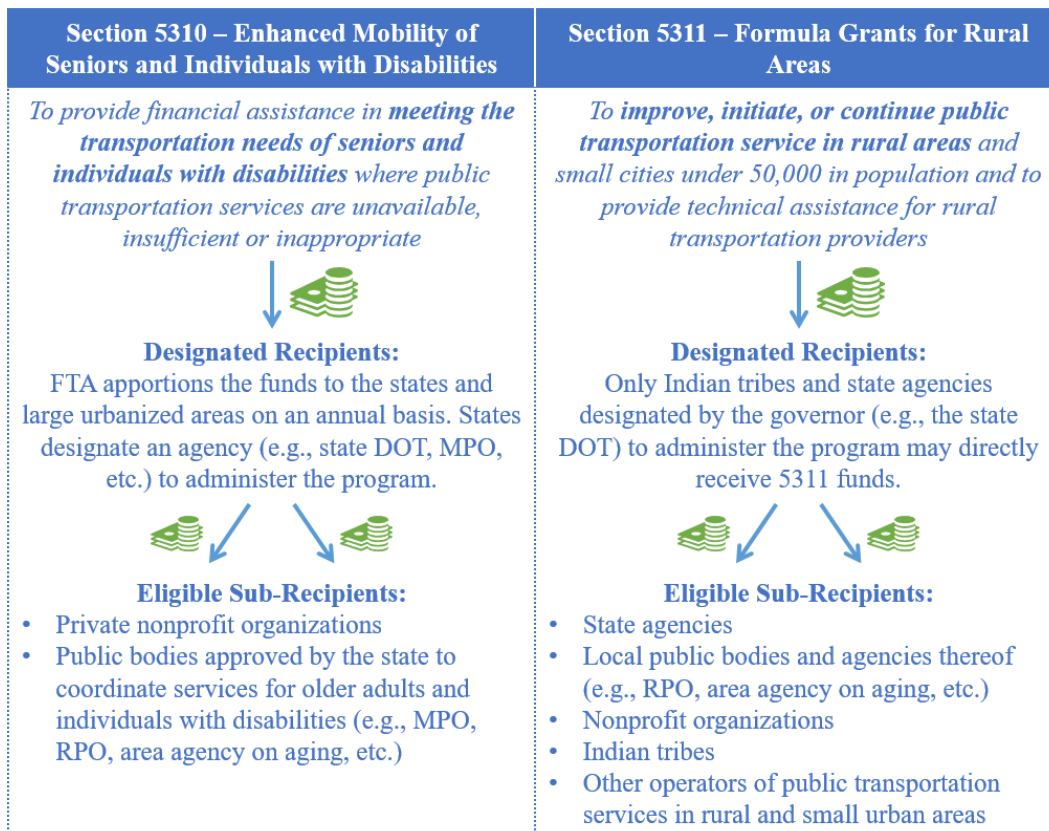 Section 5310 – Enhanced Mobility of
Seniors and Individuals with Disabilities
To provide financial assistance in meeting the
transportation needs of seniors and
individuals with disabilities where public
transportation services are unavailable,
insufficient or inappropriate
Designated Recipients:
FTA apportions the funds to the states and
large urbanized areas on an annual basis. States
designate an agency (e.g., state DOT, MPO,
etc.) to administer the program.
Eligible Sub-Recipients:
• Private nonprofit organizations
• Public bodies approved by the state to
coordinate services for older adults and
individuals with disabilities (e.g., MPO,
RPO, area agency on aging, etc.)
Section 5311 – Formula Grants for Rural
Areas
To improve, initiate, or continue public
transportation service in rural areas and
small cities under 50,000 in population and to
provide technical assistance for rural
transportation providers
Designated Recipients:
Only Indian tribes and state agencies
designated by the governor (e.g., the state
DOT) to administer the program may directly
receive 5311 funds.
Eligible Sub-Recipients:
• State agencies
• Local public bodies and agencies thereof
(e.g., RPO, area agency on aging, etc.)
• Nonprofit organizations
• Indian tribes
• Other operators of public transportation
services in rural and small urban areas